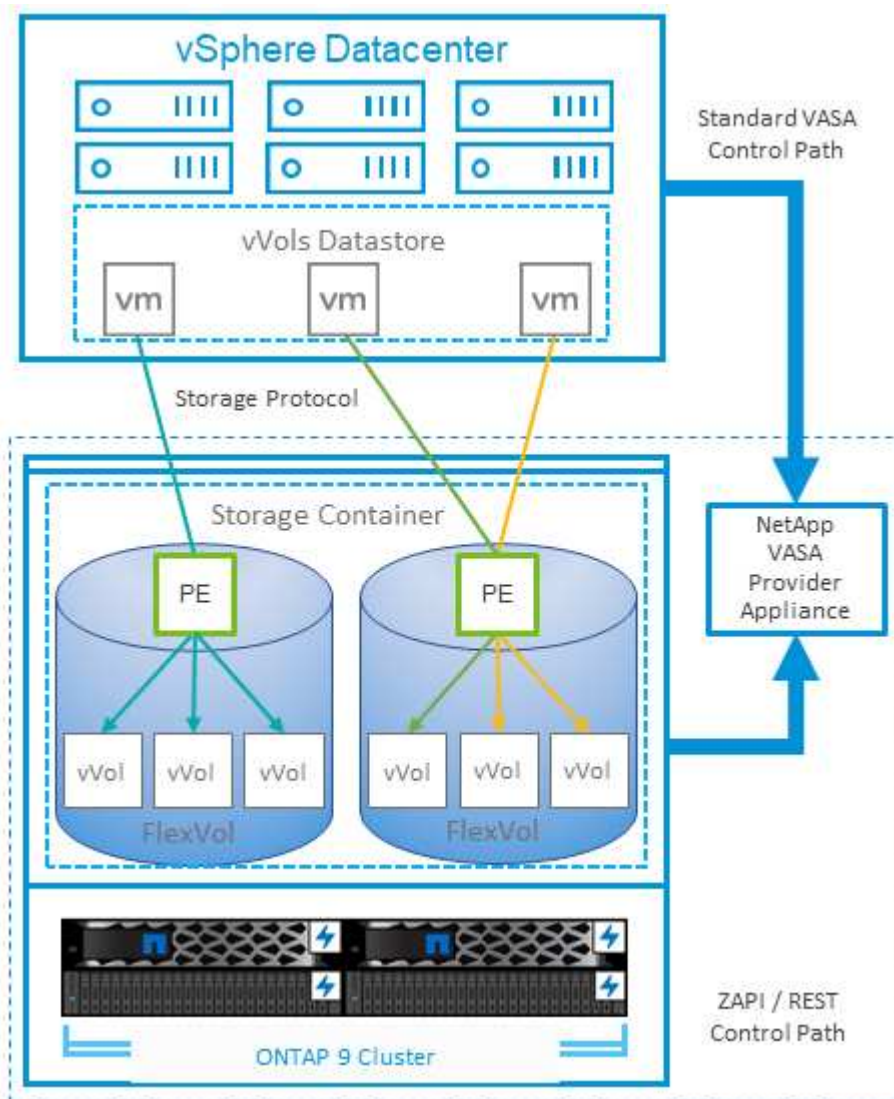 vSphere Datacenter
Standard VASA
Control Path
vVols Datastore
vm
vm
vm
Storage Protocol
Storage Container
NetApp
VASA
Provider
Appliance
PE
PE
vVol
vVol
vVol
vVol
vVol
vVol
FlexVol
FlexVol
ZAPI / REST
Control Path
ONTAP 9 Cluster